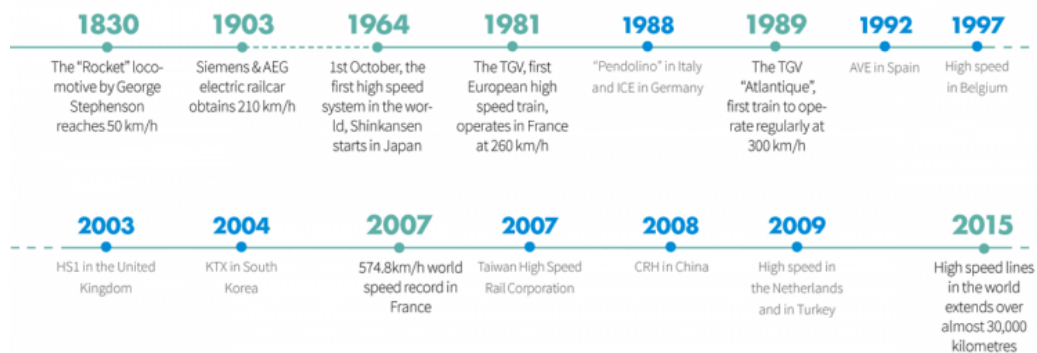 1830
The “Rocket” loco-
motive by George
Stephenson
reaches 50 km/h
1903
Siemens & AEG
electric railcar
obtains 210 km/h
1964
1st October, the
first high speed
system in the wor-
ld, Shinkansen
starts in Japan
1981
The TGV, first
European high
speed train,
operates in France
at 260 km/h
1988
“Pendolino” in Italy
and ICE in Germany
1989
The TGV
“Atlantique”,
first train to ope-
rate regularly at
300 km/h
1992
AVE in Spain
1997
High speed
in Belgium
2003
HS1 in the United
Kingdom
2004
KTX in South
Korea
2007
574.8km/h world
speed record in
France
2007
Taiwan High Speed
Rail Corporation
2008
CRH in China
2009
High speed in
the Netherlands
and in Turkey
2015
High speed lines
in the world
extends over
almost 30,000
kilometres